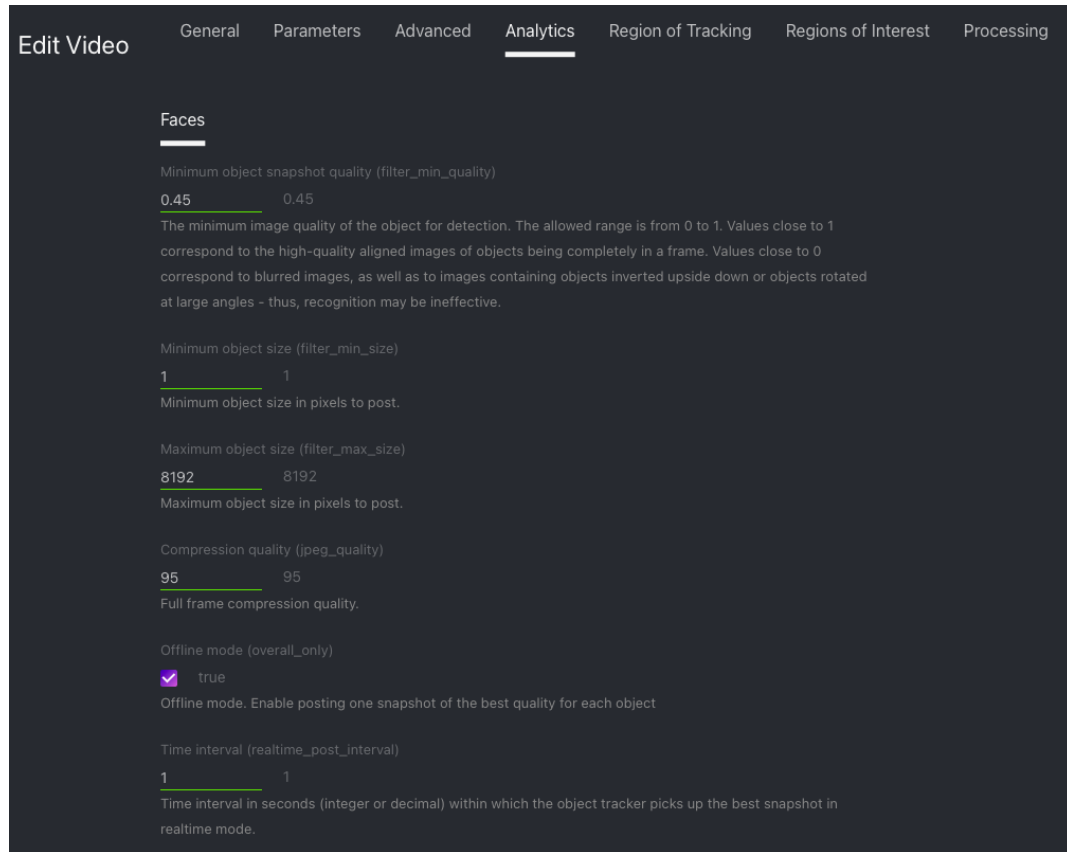 Edit Video
General Parameters Advanced Analytics Region of Tracking Regions of Interest Processing
Faces
Minimum object snapshot quality (filter_min_quality)
0.45 0.45
The minimum image quality of the object for detection. The allowed range is from 0 to 1. Values close to 1
correspond to the high-quality aligned images of objects being completely in a frame. Values close to 0
correspond to blurred images, as well as to images containing objects inverted upside down or objects rotated
at large angles - thus, recognition may be ineffective.
Minimum object size (filter_min_size)
1 1
Minimum object size in pixels to post.
Maximum object size (filter_max_size)
8192 8192
Maximum object size in pixels to post.
Compression quality (jpeg_quality)
95 95
Full frame compression quality.
Offline mode (overall_only)
true
Offline mode. Enable posting one snapshot of the best quality for each object
Time interval (realtime_post_interval)
1 1
Time interval in seconds (integer or decimal) within which the object tracker picks up the best snapshot in
realtime mode.